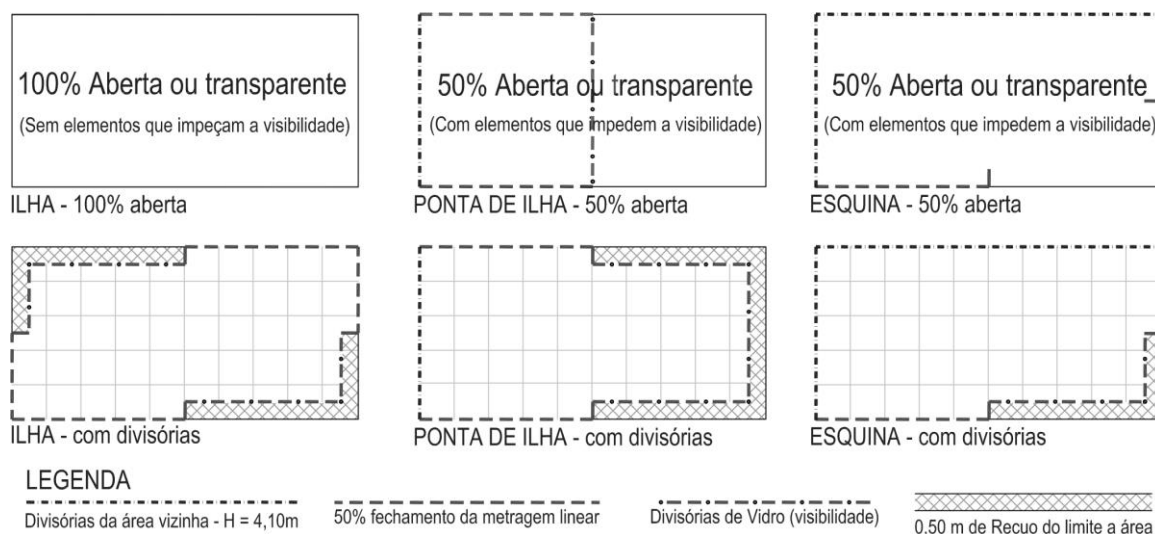 100% Aberta ou transparente
(Sem elementos que impeçam a visibilidade)
ILHA - 100% aberta
50% Aberta ou transparente
(Com elementos que impedem a visibilidade)
PONTA DE ILHA - 50% aberta
50% Aberta ou transparente
(Com elementos que impedem a visibilidade)
ESQUINA - 50% aberta
ILHA - com divisórias
PONTA DE ILHA - com divisórias
ESQUINA - com divisórias
LEGENDA
Divisórias da área vizinha - H = 4,10m
50% fechamento da metragem linear
Divisórias de Vidro (visibilidade)
0,50 m de Recuo do limite a área